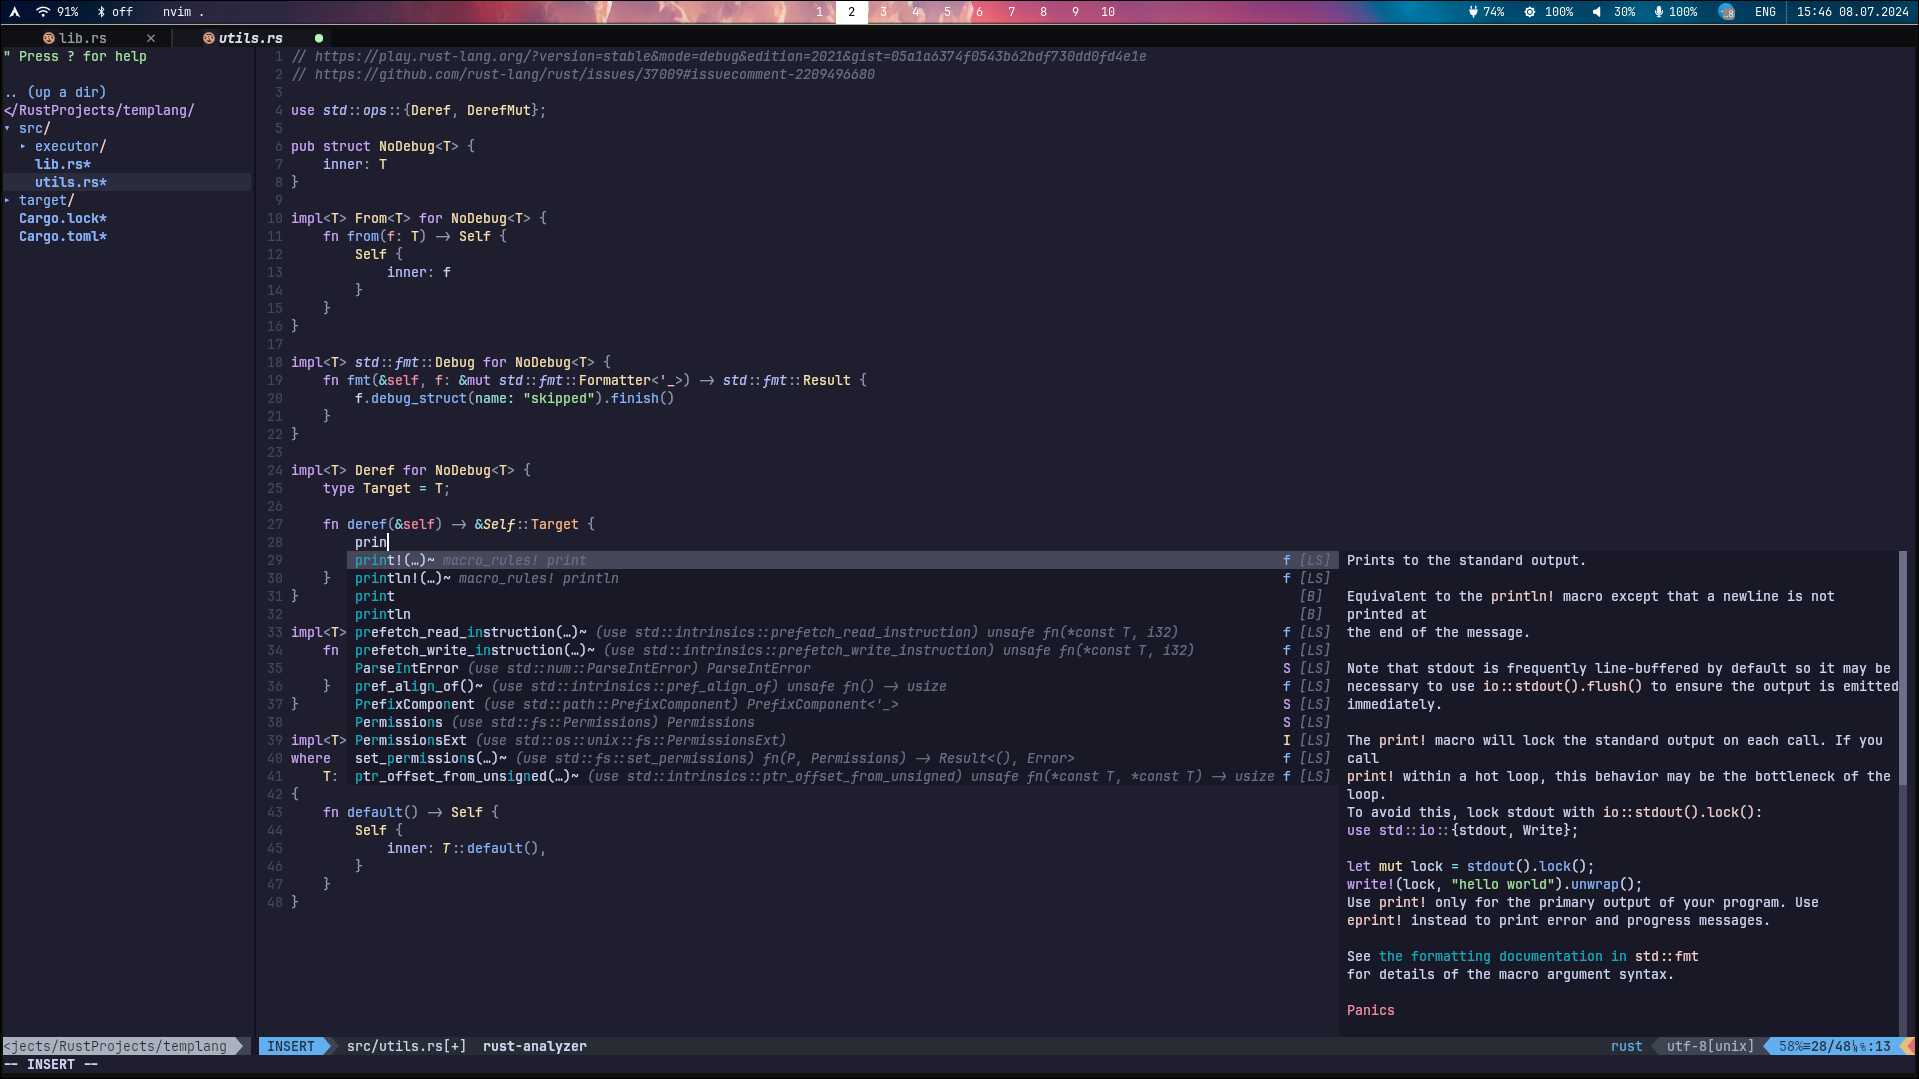 91% off nvim . 1 2 3 4 5 6 7 8 9 10 74% 100% 30% 100% ENG 15:46 08.07.2024
lib.rs × utils.rs
" Press ? for help
.. (up a dir)
</RustProjects/templang/
▾ src/
▸ executor/
lib.rs*
utils.rs*
▸ target/
Cargo.lock*
Cargo.toml*
1 // https://play.rust-lang.org/?version=stable&mode=debug&edition=2021&gist=05a1a6374f0543b62bdf730dd0fd4e1e
2 // https://github.com/rust-lang/rust/issues/37009#issuecomment-2209496680
3
4 use std::ops::{Deref, DerefMut};
5
6 pub struct NoDebug<T> {
7     inner: T
8 }
9
10 impl<T> From<T> for NoDebug<T> {
11     fn from(f: T) -> Self {
12         Self {
13             inner: f
14         }
15     }
16 }
17
18 impl<T> std::fmt::Debug for NoDebug<T> {
19     fn fmt(&self, f: &mut std::fmt::Formatter<'_>) -> std::fmt::Result {
20         f.debug_struct(name: "skipped").finish()
21     }
22 }
23
24 impl<T> Deref for NoDebug<T> {
25     type Target = T;
26
27     fn deref(&self) -> &Self::Target {
28         prin
29         print!(…)~ macro_rules! print f [LS]
30     }   println!(…)~ macro_rules! println f [LS]
31 }       print [B]
32         println [B]
33 impl<T> prefetch_read_instruction(…)~ (use std::intrinsics::prefetch_read_instruction) unsafe fn(*const T, i32) f [LS]
34     fn  prefetch_write_instruction(…)~ (use std::intrinsics::prefetch_write_instruction) unsafe fn(*const T, i32) f [LS]
35         ParseIntError (use std::num::ParseIntError) ParseIntError S [LS]
36     }   pref_align_of()~ (use std::intrinsics::pref_align_of) unsafe fn() -> usize f [LS]
37 }       PrefixComponent (use std::path::PrefixComponent) PrefixComponent<'_> S [LS]
38         Permissions (use std::fs::Permissions) Permissions S [LS]
39 impl<T> PermissionsExt (use std::os::unix::fs::PermissionsExt) I [LS]
40 where   set_permissions(…)~ (use std::fs::set_permissions) fn(P, Permissions) -> Result<(), Error> f [LS]
41     T:  ptr_offset_from_unsigned(…)~ (use std::intrinsics::ptr_offset_from_unsigned) unsafe fn(*const T, *const T) -> usize f [LS]
42 {
43     fn default() -> Self {
44         Self {
45             inner: T::default(),
46         }
47     }
48 }
Prints to the standard output.
Equivalent to the println! macro except that a newline is not
printed at
the end of the message.
Note that stdout is frequently line-buffered by default so it may be
necessary to use io::stdout().flush() to ensure the output is emitted
immediately.
The print! macro will lock the standard output on each call. If you
call
print! within a hot loop, this behavior may be the bottleneck of the
loop.
To avoid this, lock stdout with io::stdout().lock():
use std::io::{stdout, Write};
let mut lock = stdout().lock();
write!(lock, "hello world").unwrap();
Use print! only for the primary output of your program. Use
eprint! instead to print error and progress messages.
See the formatting documentation in std::fmt
for details of the macro argument syntax.
Panics
<jects/RustProjects/templang INSERT src/utils.rs[+] rust-analyzer rust utf-8[unix] 58%≡28/48㏑℅:13
-- INSERT --